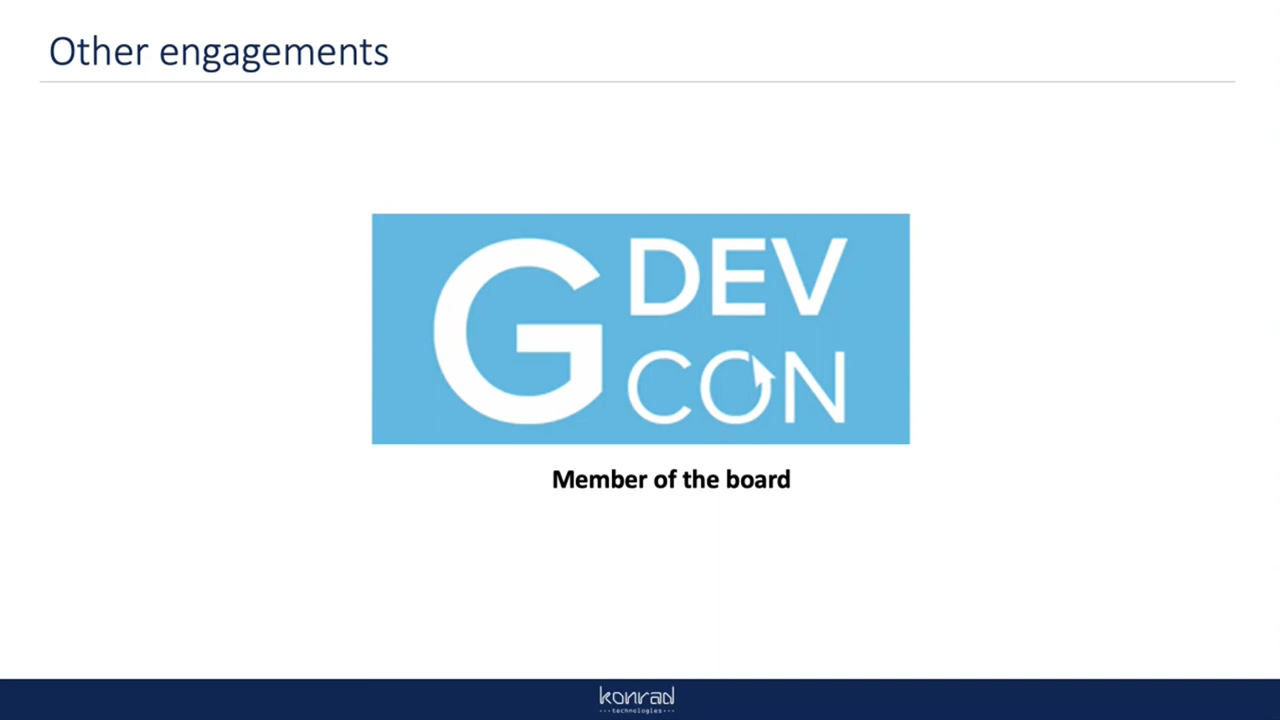 Other engagements
G DEV
CON
Member of the board
konrad
technologies